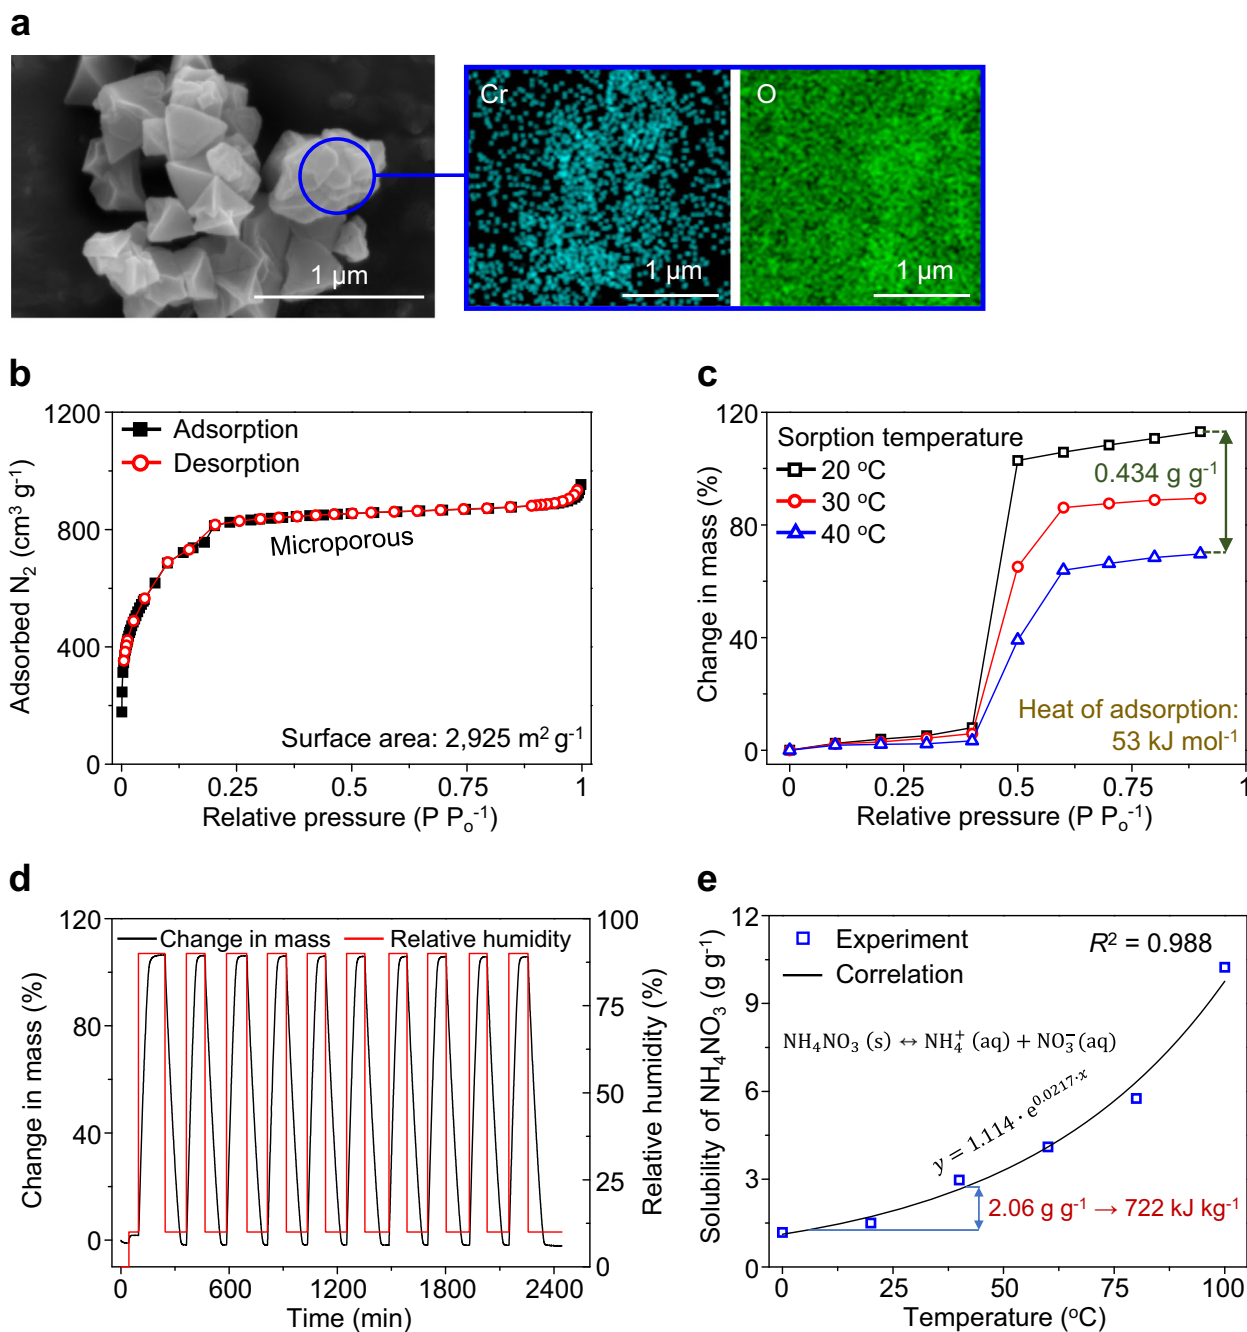 a
Cr
O
1 μm
1 μm
1 μm
b
1200
800
400
0
Adsorbed N₂ (cm³ g⁻¹)
Adsorption
Desorption
Microporous
Surface area: 2,925 m² g⁻¹
0
0.25
0.5
0.75
1
Relative pressure (P Pₒ⁻¹)
c
120
80
40
0
Change in mass (%)
Sorption temperature
20 °C
30 °C
40 °C
0.434 g g⁻¹
Heat of adsorption:
53 kJ mol⁻¹
0
0.25
0.5
0.75
1
Relative pressure (P Pₒ⁻¹)
d
120
80
40
0
Change in mass (%)
Change in mass
Relative humidity
100
75
50
25
0
Relative humidity (%)
0
600
1200
1800
2400
Time (min)
e
12
9
6
3
0
Solubility of NH₄NO₃ (g g⁻¹)
Experiment
Correlation
R² = 0.988
NH₄NO₃ (s) ↔ NH₄⁺ (aq) + NO₃⁻(aq)
y = 1.114 · e^0.0217·x
2.06 g g⁻¹ → 722 kJ kg⁻¹
0
25
50
75
100
Temperature (°C)